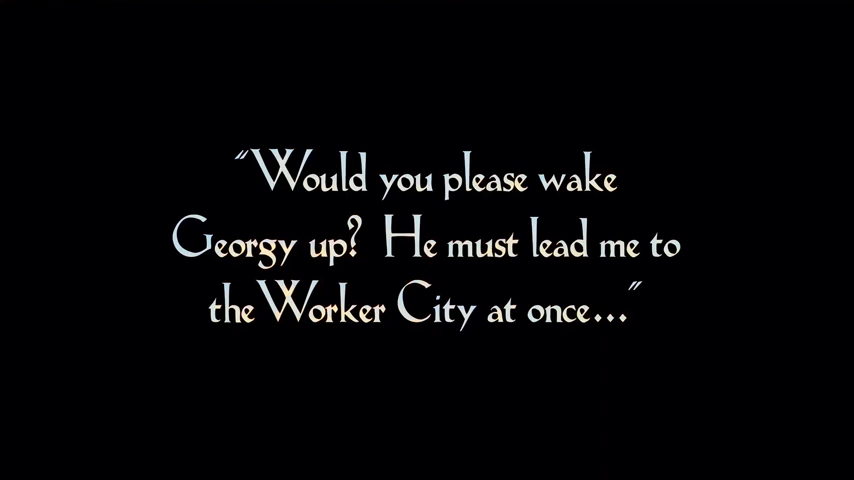 "Would you please wake
Georgy up? He must lead me to
the Worker City at once..."